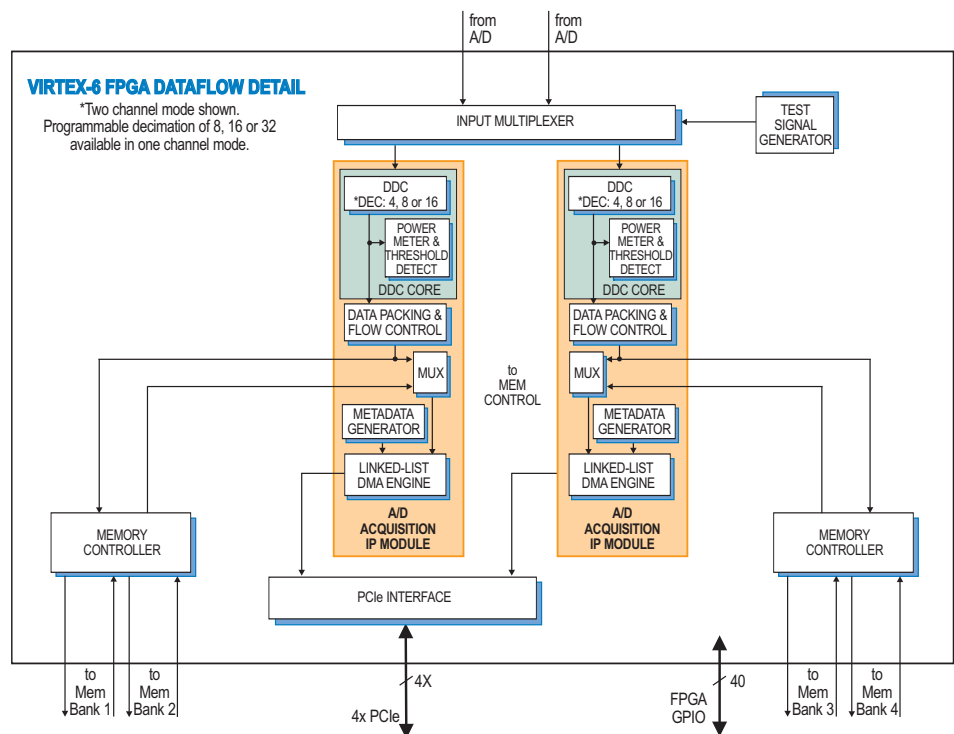 from
A/D
from
A/D
VIRTEX-6 FPGA DATAFLOW DETAIL
*Two channel mode shown.
Programmable decimation of 8, 16 or 32
available in one channel mode.
INPUT MULTIPLEXER
TEST
SIGNAL
GENERATOR
DDC
*DEC: 4, 8 or 16
POWER
METER &
THRESHOLD
DETECT
DDC CORE
DATA PACKING &
FLOW CONTROL
MUX
METADATA
GENERATOR
LINKED-LIST
DMA ENGINE
A/D
ACQUISITION
IP MODULE
to
MEM
CONTROL
DDC
*DEC: 4, 8 or 16
POWER
METER &
THRESHOLD
DETECT
DDC CORE
DATA PACKING &
FLOW CONTROL
MUX
METADATA
GENERATOR
LINKED-LIST
DMA ENGINE
A/D
ACQUISITION
IP MODULE
MEMORY
CONTROLLER
MEMORY
CONTROLLER
PCIe INTERFACE
to
Mem
Bank 1
to
Mem
Bank 2
4X
4x PCIe
40
FPGA
GPIO
to
Mem
Bank 3
to
Mem
Bank 4